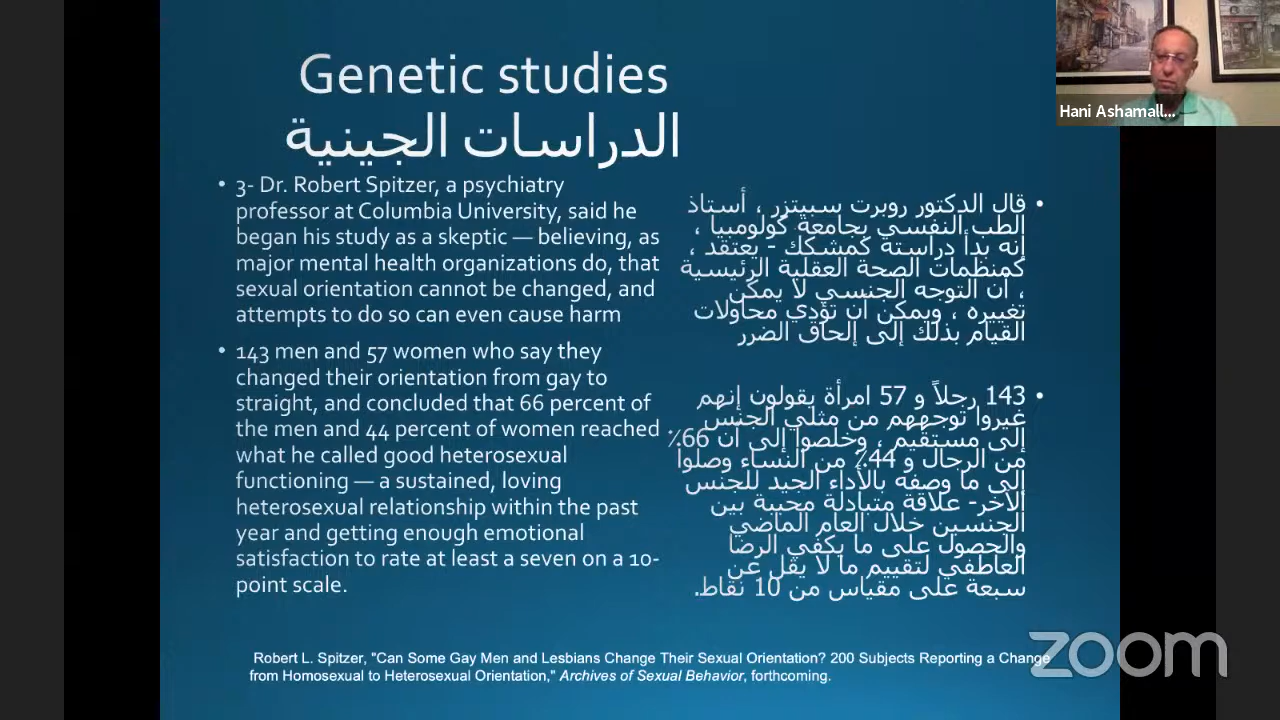 Genetic studies
الدراسات الجينية
• 3- Dr. Robert Spitzer, a psychiatry
professor at Columbia University, said he
began his study as a skeptic — believing, as
major mental health organizations do, that
sexual orientation cannot be changed, and
attempts to do so can even cause harm
• 143 men and 57 women who say they
changed their orientation from gay to
straight, and concluded that 66 percent of
the men and 44 percent of women reached
what he called good heterosexual
functioning — a sustained, loving
heterosexual relationship within the past
year and getting enough emotional
satisfaction to rate at least a seven on a 10-
point scale.
• قال الدكتور روبرت سبيتزر ، أستاذ
الطب النفسي بجامعة كولومبيا ،
إنه بدأ دراسته كمشكك - يعتقد ،
كمنظمات الصحة العقلية الرئيسية
، أن التوجه الجنسي لا يمكن
تغييره ، ويمكن أن تؤدي محاولات
القيام بذلك إلى إلحاق الضرر
• 143 رجلاً و 57 امرأة يقولون إنهم
غيروا توجههم من مثلي الجنس
إلى مستقيم ، وخلصوا إلى أن 66٪
من الرجال و 44٪ من النساء وصلوا
إلى ما وصفه بالأداء الجيد للجنس
الآخر- علاقة متبادلة محبية بين
الجنسين خلال العام الماضي
والحصول على ما يكفي الرضا
العاطفي لتقييم ما لا يقل عن
سبعة على مقياس من 10 نقاط.
Robert L. Spitzer, "Can Some Gay Men and Lesbians Change Their Sexual Orientation? 200 Subjects Reporting a Change
from Homosexual to Heterosexual Orientation," Archives of Sexual Behavior, forthcoming.
Hani Ashamall...
zoom